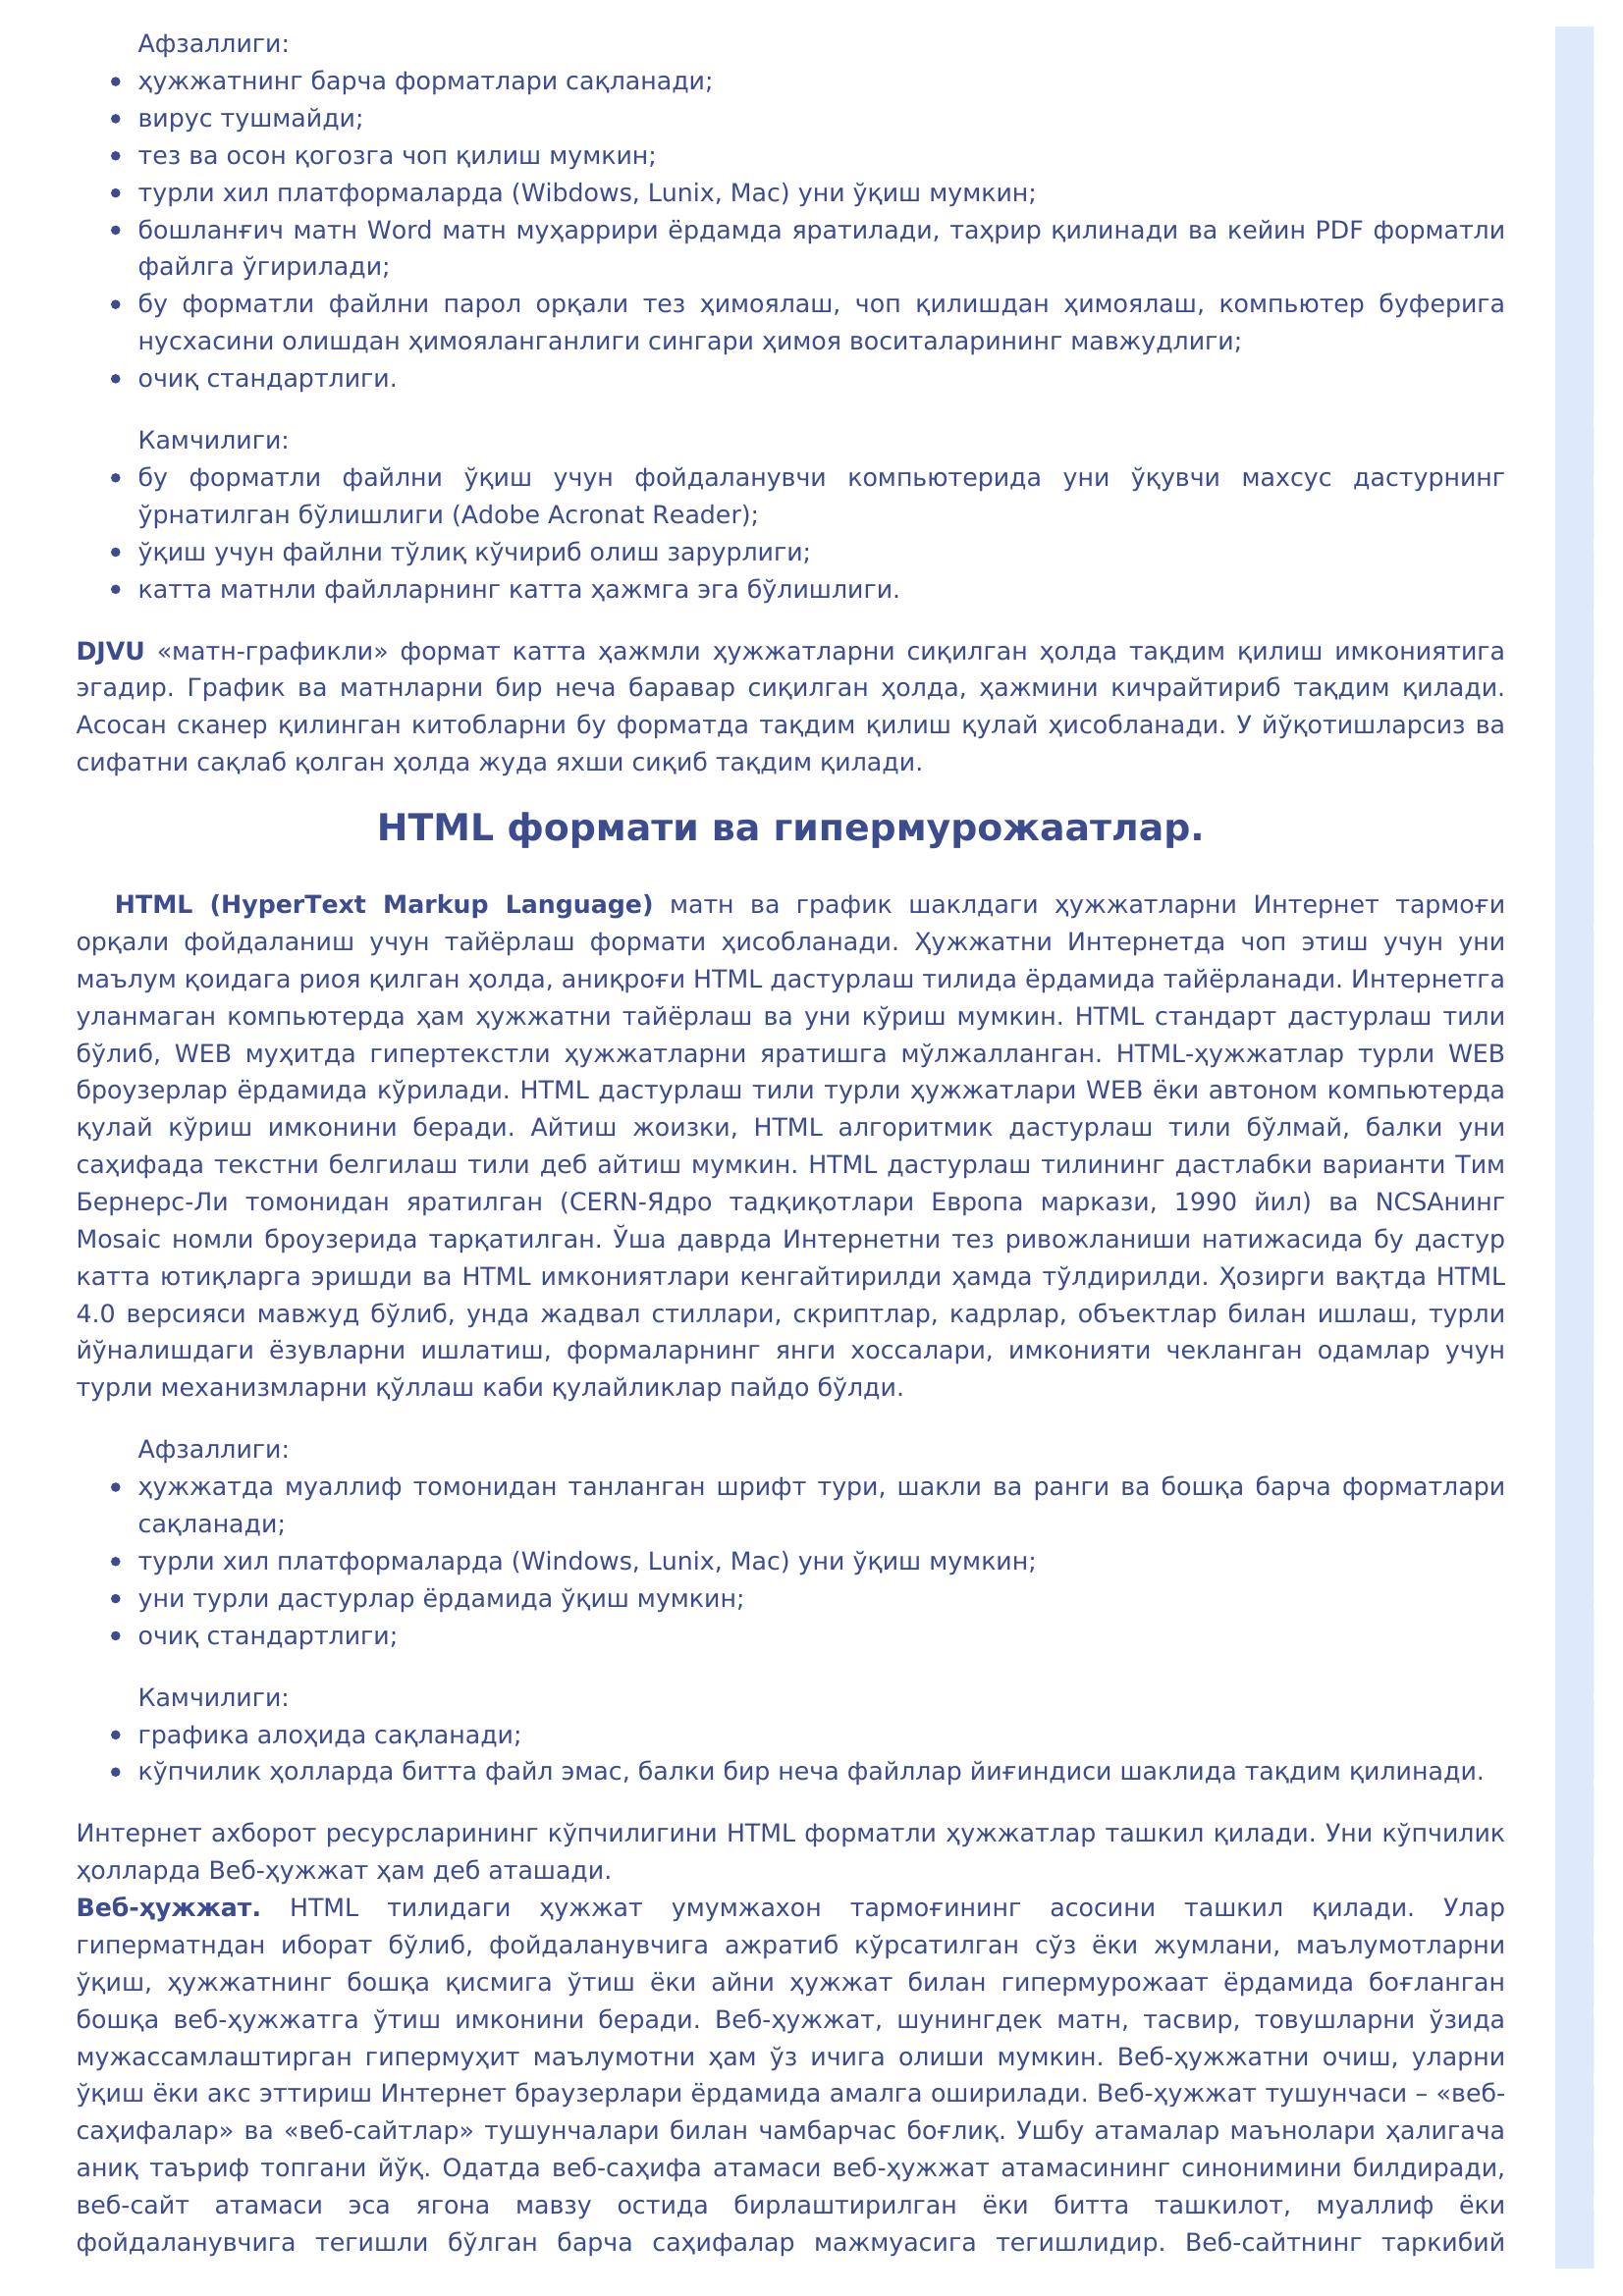 Афзаллиги:
• ҳужжатнинг барча форматлари сақланади;
• вирус тушмайди;
• тез ва осон қогозга чоп қилиш мумкин;
• турли хил платформаларда (Wibdows, Lunix, Mac) уни ўқиш мумкин;
• бошланғич матн Word матн муҳаррири ёрдамда яратилади, таҳрир қилинади ва кейин PDF форматли
файлга ўгирилади;
• бу форматли файлни парол орқали тез ҳимоялаш, чоп қилишдан ҳимоялаш, компьютер буферига
нусхасини олишдан ҳимояланганлиги сингари ҳимоя воситаларининг мавжудлиги;
• очиқ стандартлиги.
Камчилиги:
• бу форматли файлни ўқиш учун фойдаланувчи компьютерида уни ўқувчи махсус дастурнинг
ўрнатилган бўлишлиги (Adobe Acronat Reader);
• ўқиш учун файлни тўлиқ кўчириб олиш зарурлиги;
• катта матнли файлларнинг катта ҳажмга эга бўлишлиги.
DJVU «матн-графикли» формат катта ҳажмли ҳужжатларни сиқилган ҳолда тақдим қилиш имкониятига
эгадир. График ва матнларни бир неча баравар сиқилган ҳолда, ҳажмини кичрайтириб тақдим қилади.
Асосан сканер қилинган китобларни бу форматда тақдим қилиш қулай ҳисобланади. У йўқотишларсиз ва
сифатни сақлаб қолган ҳолда жуда яхши сиқиб тақдим қилади.
HTML формати ва гипермурожаатлар.
HTML (HyperText Markup Language) матн ва график шаклдаги ҳужжатларни Интернет тармоғи
орқали фойдаланиш учун тайёрлаш формати ҳисобланади. Ҳужжатни Интернетда чоп этиш учун уни
маълум қоидага риоя қилган ҳолда, аниқроғи HTML дастурлаш тилида ёрдамида тайёрланади. Интернетга
уланмаган компьютерда ҳам ҳужжатни тайёрлаш ва уни кўриш мумкин. HTML стандарт дастурлаш тили
бўлиб, WEB муҳитда гипертекстли ҳужжатларни яратишга мўлжалланган. HTML-ҳужжатлар турли WEB
броузерлар ёрдамида кўрилади. HTML дастурлаш тили турли ҳужжатлари WEB ёки автоном компьютерда
қулай кўриш имконини беради. Айтиш жоизки, HTML алгоритмик дастурлаш тили бўлмай, балки уни
саҳифада текстни белгилаш тили деб айтиш мумкин. HTML дастурлаш тилининг дастлабки варианти Тим
Бернерс-Ли томонидан яратилган (CERN-Ядро тадқиқотлари Европа маркази, 1990 йил) ва NCSAнинг
Mosaic номли броузерида тарқатилган. Ўша даврда Интернетни тез ривожланиши натижасида бу дастур
катта ютиқларга эришди ва HTML имкониятлари кенгайтирилди ҳамда тўлдирилди. Ҳозирги вақтда HTML
4.0 версияси мавжуд бўлиб, унда жадвал стиллари, скриптлар, кадрлар, объектлар билан ишлаш, турли
йўналишдаги ёзувларни ишлатиш, формаларнинг янги хоссалари, имконияти чекланган одамлар учун
турли механизмларни қўллаш каби қулайликлар пайдо бўлди.
Афзаллиги:
• ҳужжатда муаллиф томонидан танланган шрифт тури, шакли ва ранги ва бошқа барча форматлари
сақланади;
• турли хил платформаларда (Windows, Lunix, Mac) уни ўқиш мумкин;
• уни турли дастурлар ёрдамида ўқиш мумкин;
• очиқ стандартлиги;
Камчилиги:
• графика алоҳида сақланади;
• кўпчилик ҳолларда битта файл эмас, балки бир неча файллар йиғиндиси шаклида тақдим қилинади.
Интернет ахборот ресурсларининг кўпчилигини HTML форматли ҳужжатлар ташкил қилади. Уни кўпчилик
ҳолларда Веб-ҳужжат ҳам деб аташади.
Веб-ҳужжат. HTML тилидаги ҳужжат умумжахон тармоғининг асосини ташкил қилади. Улар
гиперматндан иборат бўлиб, фойдаланувчига ажратиб кўрсатилган сўз ёки жумлани, маълумотларни
ўқиш, ҳужжатнинг бошқа қисмига ўтиш ёки айни ҳужжат билан гипермурожаат ёрдамида боғланган
бошқа веб-ҳужжатга ўтиш имконини беради. Веб-ҳужжат, шунингдек матн, тасвир, товушларни ўзида
мужассамлаштирган гипермуҳит маълумотни ҳам ўз ичига олиши мумкин. Веб-ҳужжатни очиш, уларни
ўқиш ёки акс эттириш Интернет браузерлари ёрдамида амалга оширилади. Веб-ҳужжат тушунчаси – «веб-
саҳифалар» ва «веб-сайтлар» тушунчалари билан чамбарчас боғлиқ. Ушбу атамалар маънолари ҳалигача
аниқ таъриф топгани йўқ. Одатда веб-саҳифа атамаси веб-ҳужжат атамасининг синонимини билдиради,
веб-сайт атамаси эса ягона мавзу остида бирлаштирилган ёки битта ташкилот, муаллиф ёки
фойдаланувчига тегишли бўлган барча саҳифалар мажмуасига тегишлидир. Веб-сайтнинг таркибий